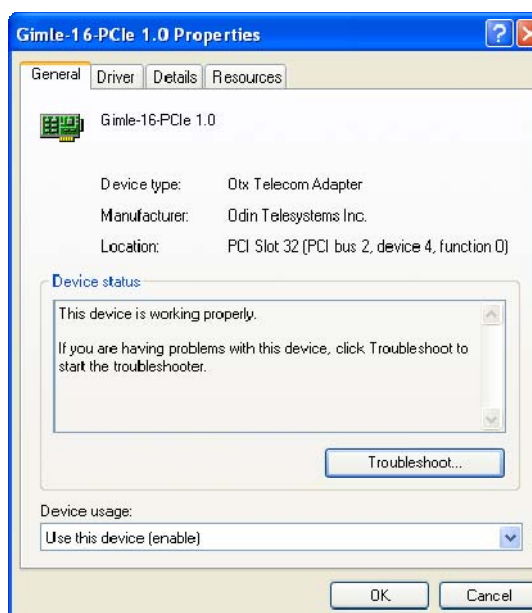 Gimle-16-PCIe 1.0 Properties
General Driver Details Resources
Gimle-16-PCIe 1.0
Device type: Otx Telecom Adapter
Manufacturer: Odin Telesystems Inc.
Location: PCI Slot 32 (PCI bus 2, device 4, function 0)
Device status
This device is working properly.
If you are having problems with this device, click Troubleshoot to
start the troubleshooter.
Troubleshoot...
Device usage:
Use this device (enable)
OK Cancel